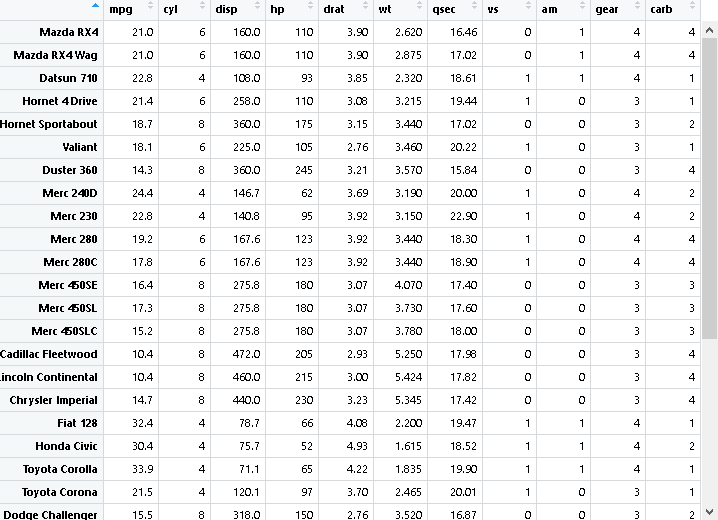 mpg cyl disp hp drat wt qsec vs am gear carb
Mazda RX4 21.0 6 160.0 110 3.90 2.620 16.46 0 1 4 4
Mazda RX4 Wag 21.0 6 160.0 110 3.90 2.875 17.02 0 1 4 4
Datsun 710 22.8 4 108.0 93 3.85 2.320 18.61 1 1 4 1
Hornet 4 Drive 21.4 6 258.0 110 3.08 3.215 19.44 1 0 3 1
Hornet Sportabout 18.7 8 360.0 175 3.15 3.440 17.02 0 0 3 2
Valiant 18.1 6 225.0 105 2.76 3.460 20.22 1 0 3 1
Duster 360 14.3 8 360.0 245 3.21 3.570 15.84 0 0 3 4
Merc 240D 24.4 4 146.7 62 3.69 3.190 20.00 1 0 4 2
Merc 230 22.8 4 140.8 95 3.92 3.150 22.90 1 0 4 2
Merc 280 19.2 6 167.6 123 3.92 3.440 18.30 1 0 4 4
Merc 280C 17.8 6 167.6 123 3.92 3.440 18.90 1 0 4 4
Merc 450SE 16.4 8 275.8 180 3.07 4.070 17.40 0 0 3 3
Merc 450SL 17.3 8 275.8 180 3.07 3.730 17.60 0 0 3 3
Merc 450SLC 15.2 8 275.8 180 3.07 3.780 18.00 0 0 3 3
Cadillac Fleetwood 10.4 8 472.0 205 2.93 5.250 17.98 0 0 3 4
incoln Continental 10.4 8 460.0 215 3.00 5.424 17.82 0 0 3 4
Chrysler Imperial 14.7 8 440.0 230 3.23 5.345 17.42 0 0 3 4
Fiat 128 32.4 4 78.7 66 4.08 2.200 19.47 1 1 4 1
Honda Civic 30.4 4 75.7 52 4.93 1.615 18.52 1 1 4 2
Toyota Corolla 33.9 4 71.1 65 4.22 1.835 19.90 1 1 4 1
Toyota Corona 21.5 4 120.1 97 3.70 2.465 20.01 1 0 3 1
Dodge Challenger 15.5 8 318.0 150 2.76 3.520 16.87 0 0 3 2